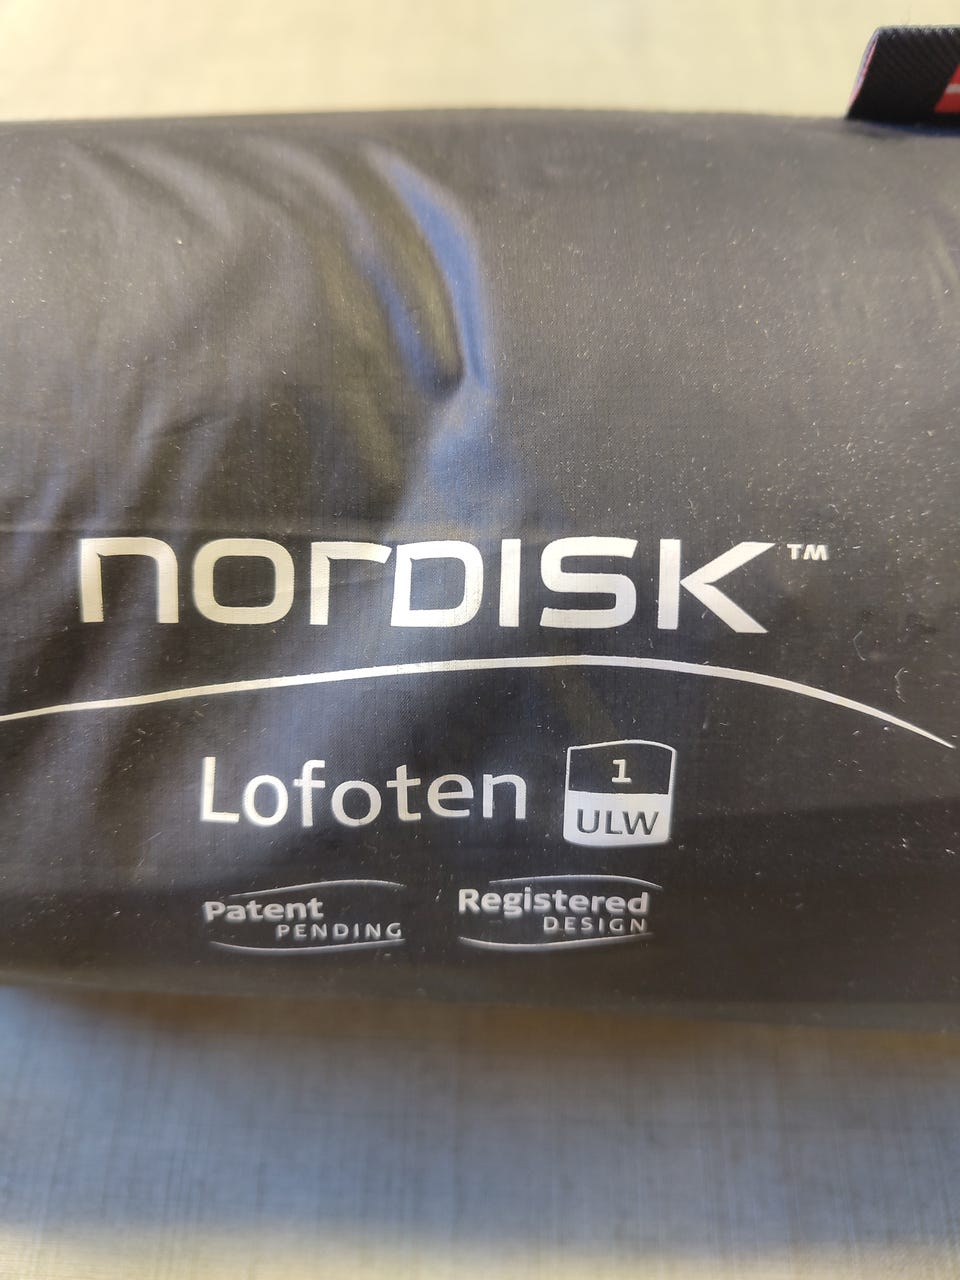 norDISK™
Lofoten
1
ULW
Patent
PENDING
Registered
DESIGN